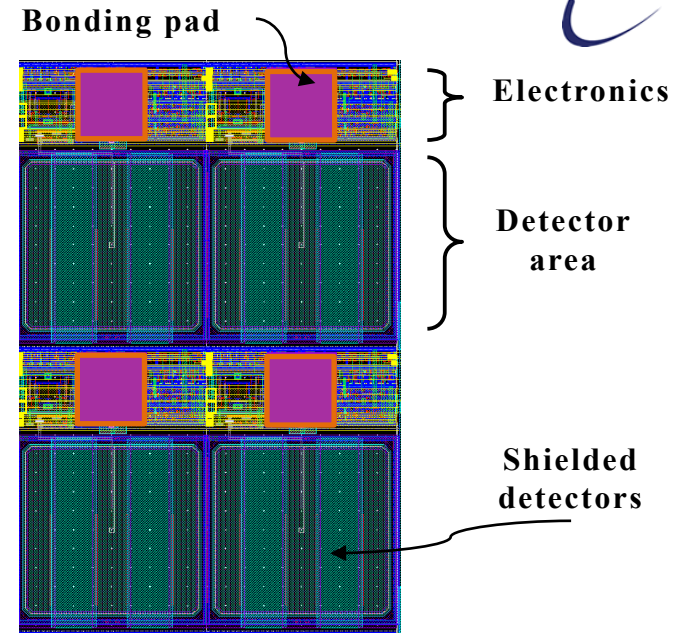 Bonding pad
Electronics
Detector
area
Shielded
detectors